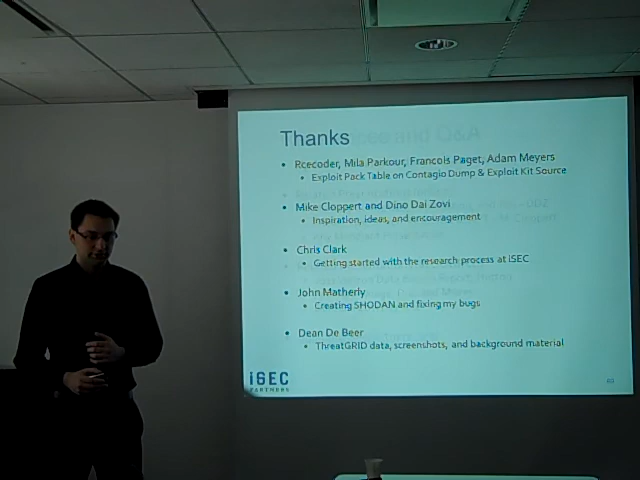 Thanks
• Rcecoder, Mila Parkour, Francois Paget, Adam Meyers
• Exploit Pack Table on Contagio Dump & Exploit Kit Source
• Mike Cloppert and Dino Dai Zovi
• Inspiration, ideas, and encouragement
• Chris Clark
• Getting started with the research process at iSEC
• John Matherly
• Creating SHODAN and fixing my bugs
• Dean De Beer
• ThreatGRID data, screenshots, and background material
iSEC
PARTNERS
60